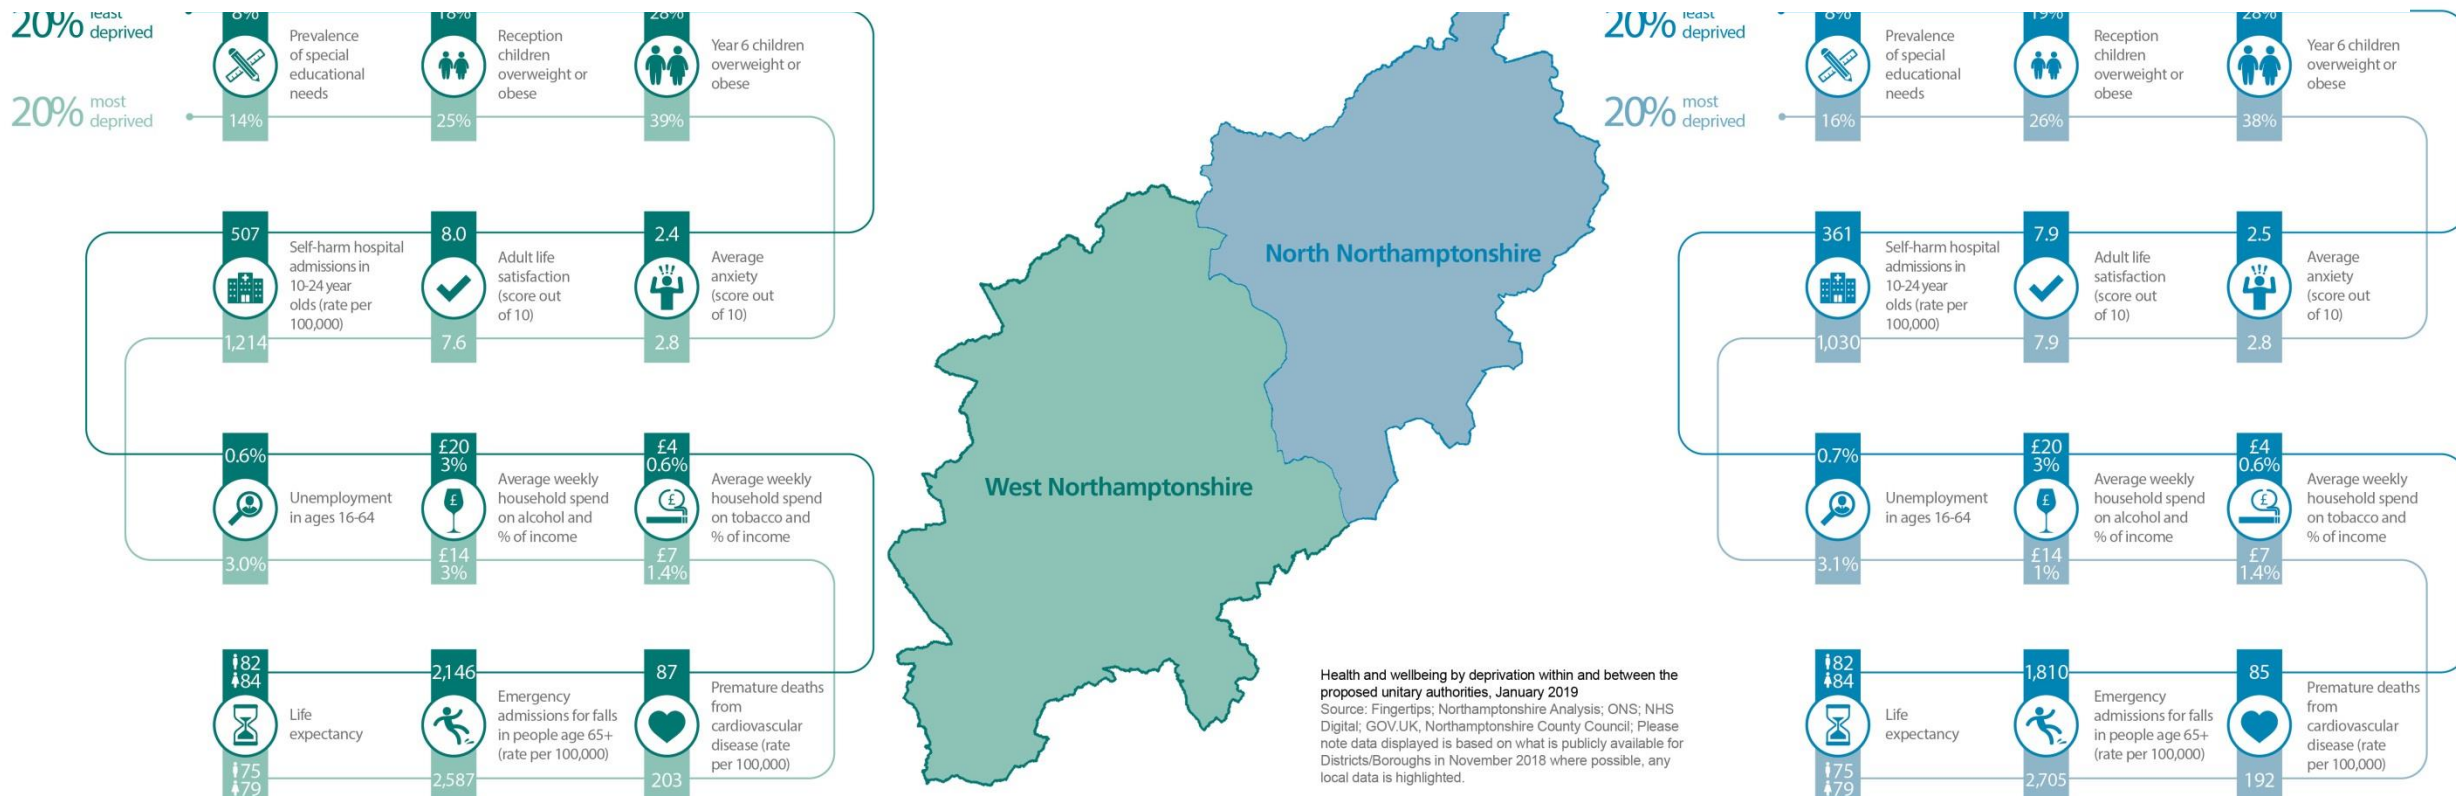 20% least
deprived
8%
18%
28%
Prevalence
of special
educational
needs
Reception
children
overweight or
obese
Year 6 children
overweight or
obese
20% most
deprived
14%
25%
39%
507
8.0
2.4
Self-harm hospital
admissions in
10-24 year
olds (rate per
100,000)
Adult life
satisfaction
(score out
of 10)
Average
anxiety
(score out
of 10)
1,214
7.6
2.8
0.6%
£20
3%
£4
0.6%
Unemployment
in ages 16-64
Average weekly
household spend
on alcohol and
% of income
Average weekly
household spend
on tobacco and
% of income
3.0%
£14
3%
£7
1.4%
82
84
2,146
87
Life
expectancy
Emergency
admissions for falls
in people age 65+
(rate per 100,000)
Premature deaths
from
cardiovascular
disease (rate
per 100,000)
75
79
2,587
203
North Northamptonshire
West Northamptonshire
Health and wellbeing by deprivation within and between the
proposed unitary authorities, January 2019
Source: Fingertips; Northamptonshire Analysis; ONS; NHS
Digital; GOV.UK, Northamptonshire County Council; Please
note data displayed is based on what is publicly available for
Districts/Boroughs in November 2018 where possible, any
local data is highlighted.
20% least
deprived
8%
19%
28%
Prevalence
of special
educational
needs
Reception
children
overweight or
obese
Year 6 children
overweight or
obese
20% most
deprived
16%
26%
38%
361
7.9
2.5
Self-harm hospital
admissions in
10-24 year
olds (rate per
100,000)
Adult life
satisfaction
(score out
of 10)
Average
anxiety
(score out
of 10)
1,030
7.9
2.8
0.7%
£20
3%
£4
0.6%
Unemployment
in ages 16-64
Average weekly
household spend
on alcohol and
% of income
Average weekly
household spend
on tobacco and
% of income
3.1%
£14
1%
£7
1.4%
82
84
1,810
85
Life
expectancy
Emergency
admissions for falls
in people age 65+
(rate per 100,000)
Premature deaths
from
cardiovascular
disease (rate
per 100,000)
75
79
2,705
192